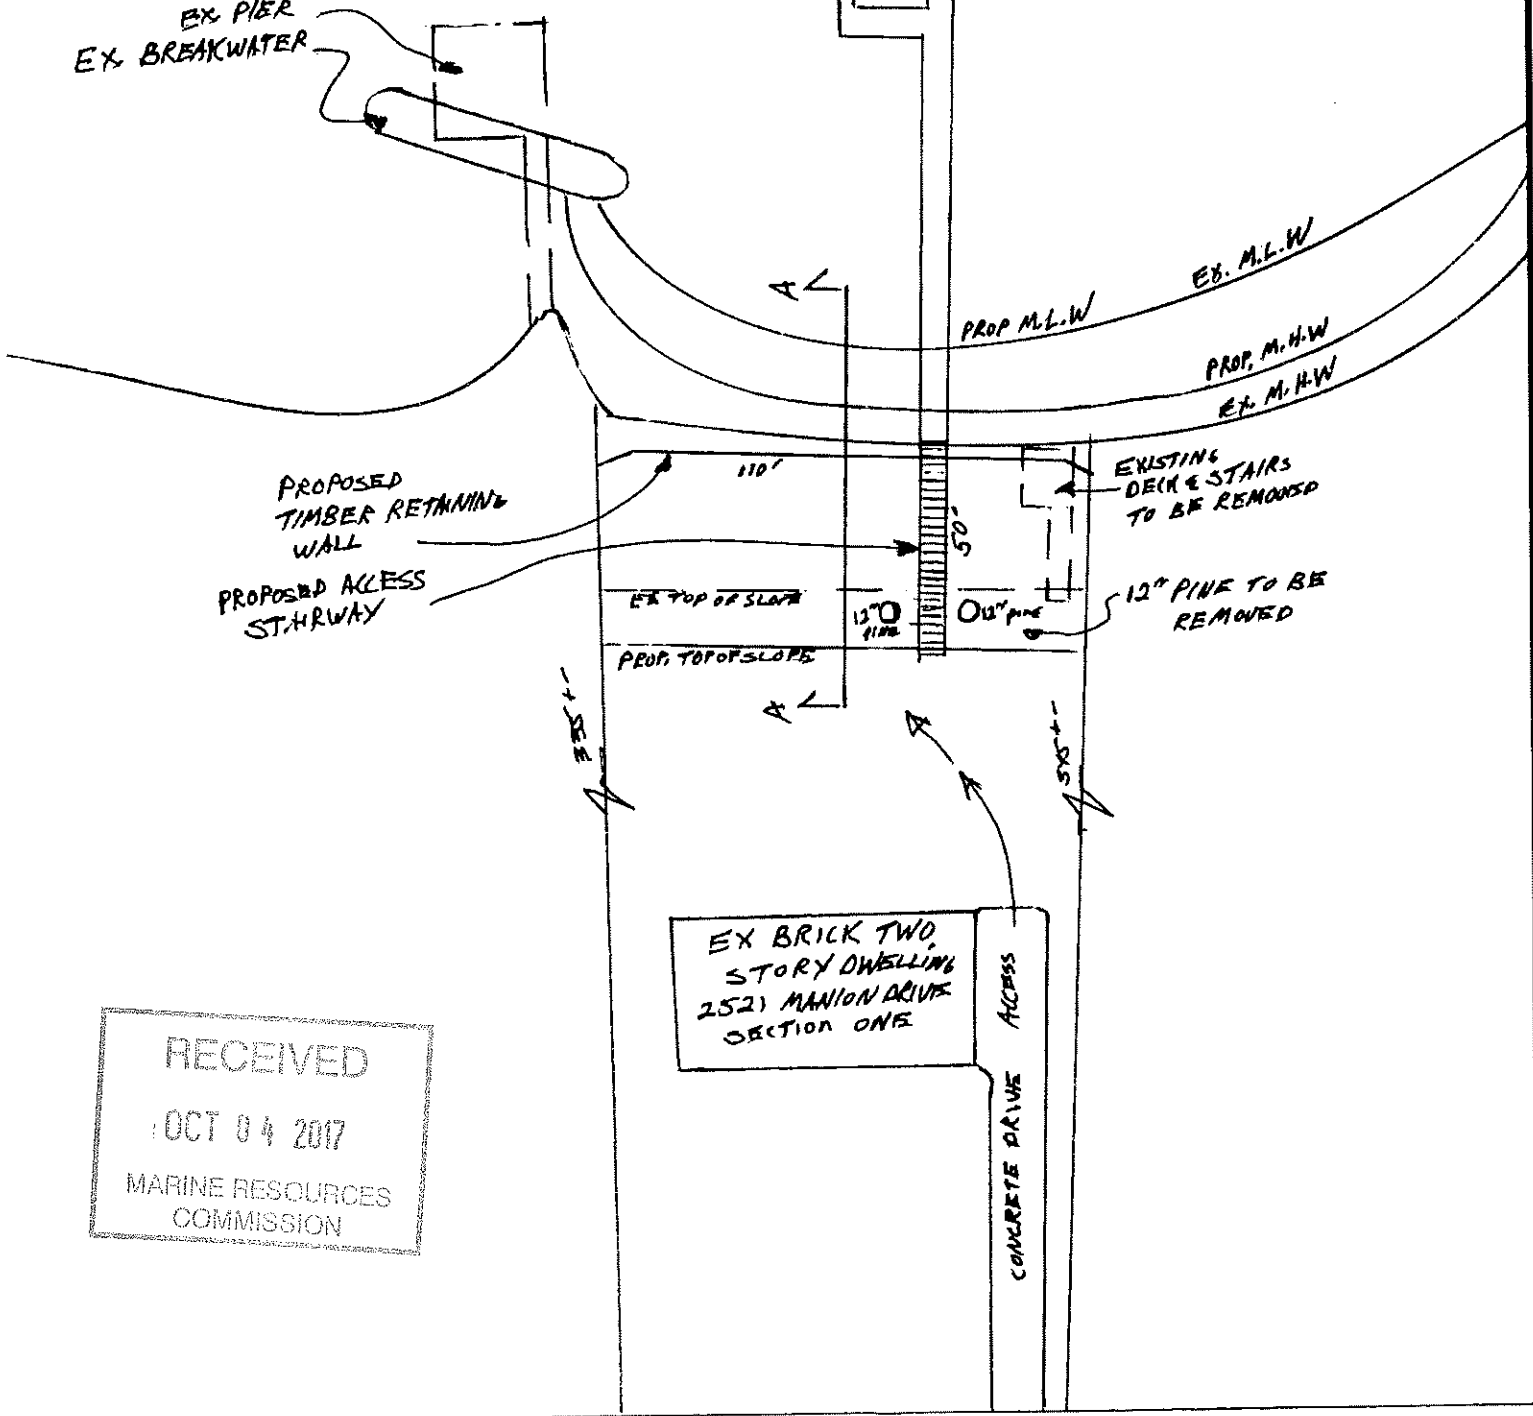 EX PIER
EX. BREAKWATER
A
EX. M.L.W
PROP M.L.W
PROP. M.H.W
EX. M.H.W
110'
PROPOSED
TIMBER RETAINING
WALL
50'
EXISTING
DECK & STAIRS
TO BE REMOVED
PROPOSED ACCESS
STAIRWAY
EX TOP OF SLOPE
12"
PINE
12" PINE
12" PINE TO BE
REMOVED
PROP. TOP OF SLOPE
A
EX BRICK TWO
STORY DWELLING
2521 MANION DRIVE
SECTION ONE
CONCRETE DRIVE ACCESS
RECEIVED
OCT 04 2017
MARINE RESOURCES
COMMISSION